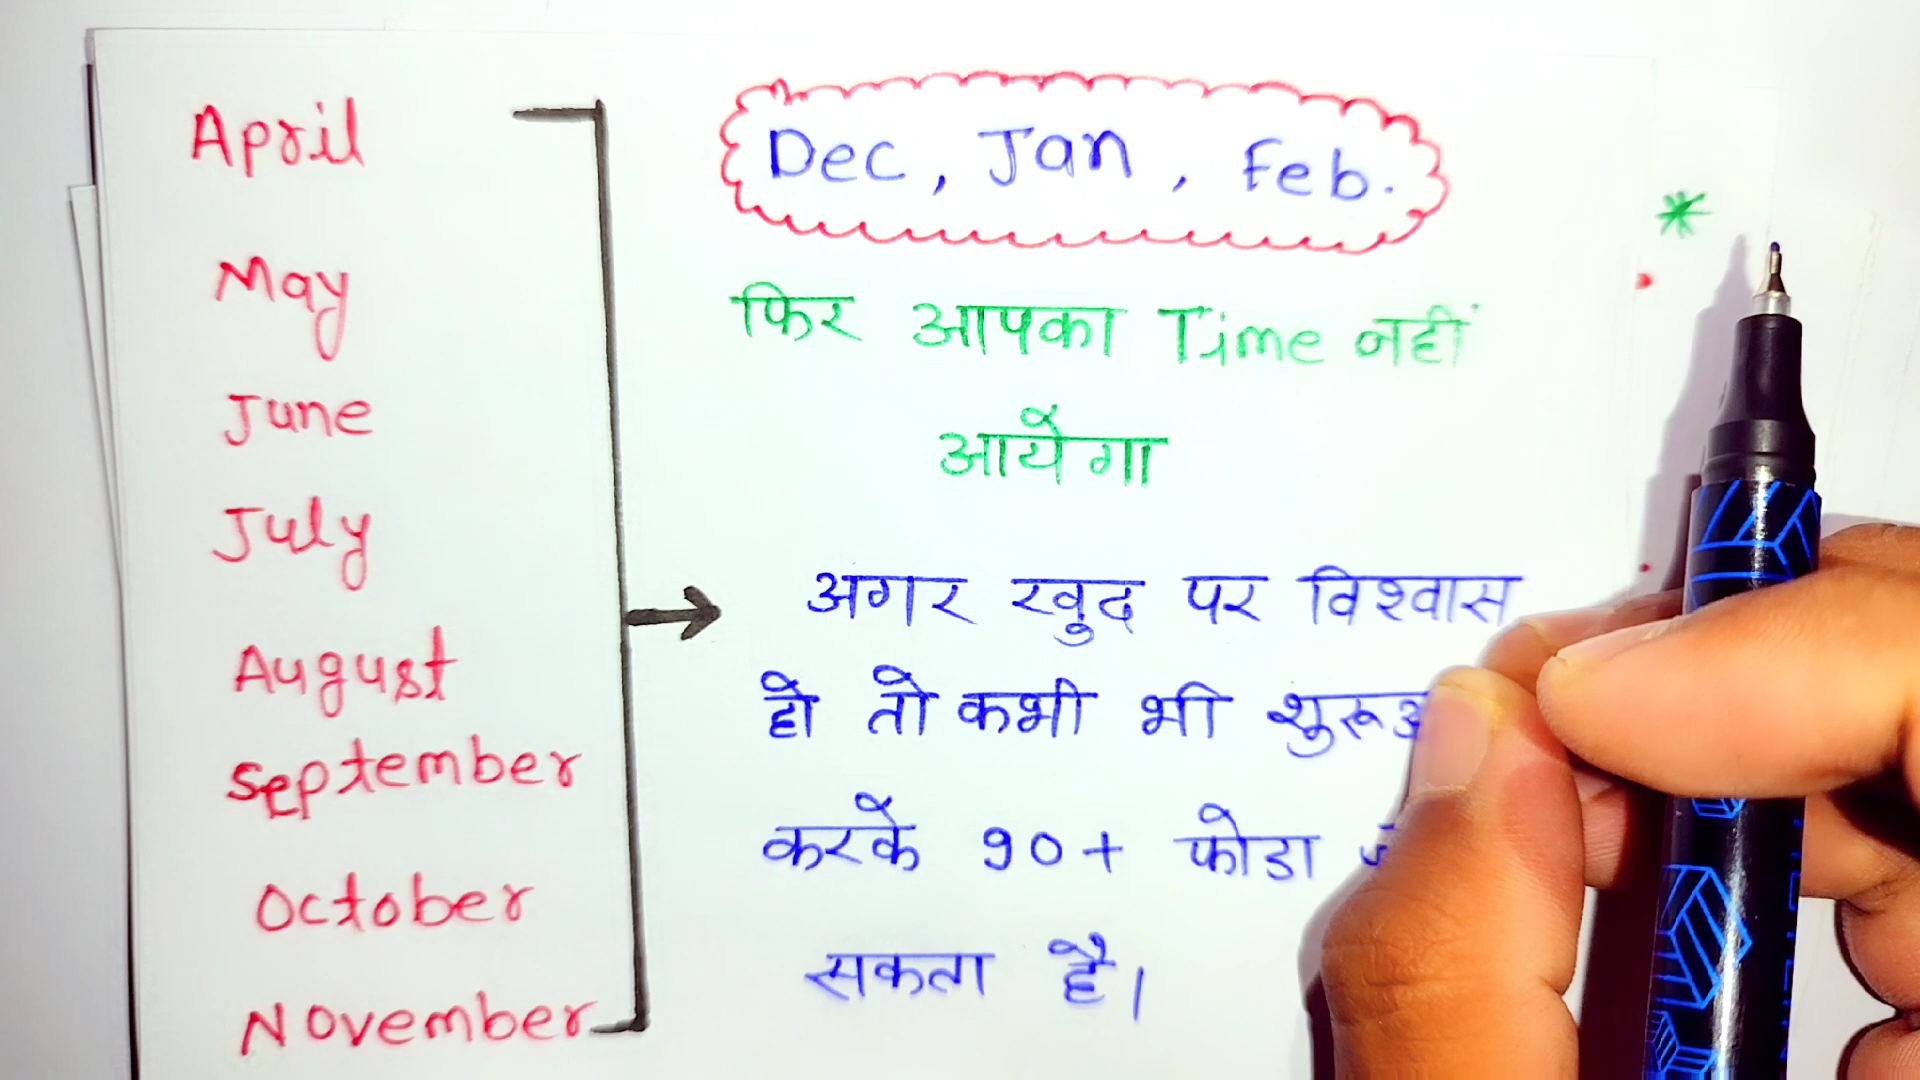 April
May
June
July
August
September
October
November
Dec, Jan, Feb.
फिर आपका Time नहीं
आयेगा
अगर खुद पर विश्वास
हो तो कभी भी
करके 90+ फोडा
सकता है।